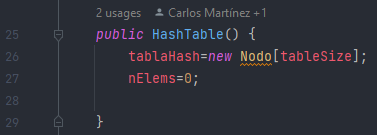 2 usages Carlos Martínez +1
25 public HashTable() {
26 tablaHash=new Nodo[tableSize];
27 nElems=0;
28
29 }